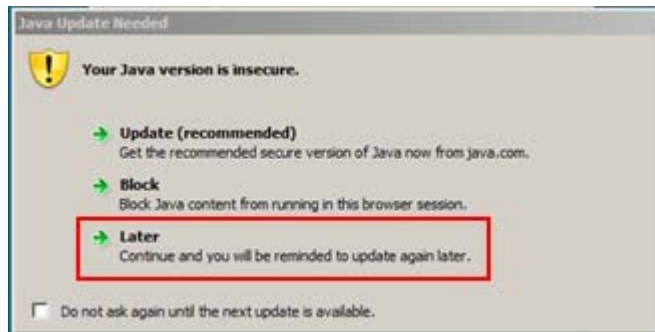 Java Update Needed
Your Java version is insecure.
Update (recommended)
Get the recommended secure version of Java now from java.com.
Block
Block Java content from running in this browser session.
Later
Continue and you will be reminded to update again later.
Do not ask again until the next update is available.